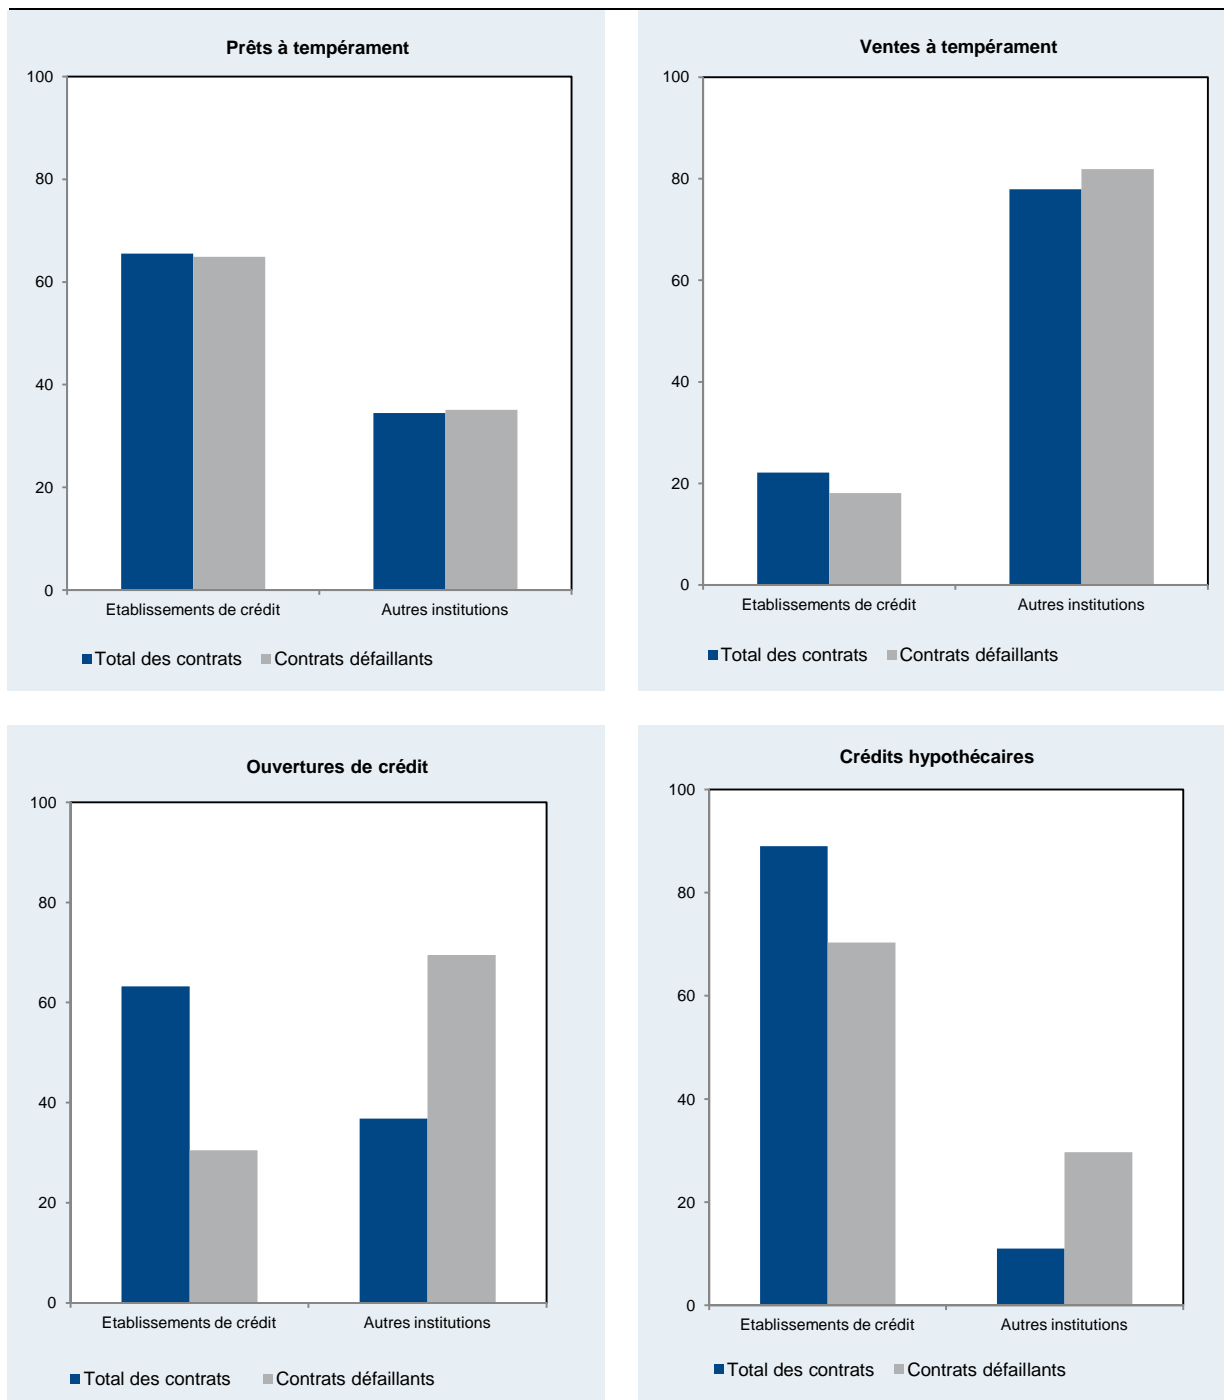 Prêts à tempérament
100
80
60
40
20
0
Etablissements de crédit
Autres institutions
Total des contrats
Contrats défaillants
Ventes à tempérament
100
80
60
40
20
0
Etablissements de crédit
Autres institutions
Total des contrats
Contrats défaillants
Ouvertures de crédit
100
80
60
40
20
0
Etablissements de crédit
Autres institutions
Total des contrats
Contrats défaillants
Crédits hypothécaires
100
80
60
40
20
0
Etablissements de crédit
Autres institutions
Total des contrats
Contrats défaillants